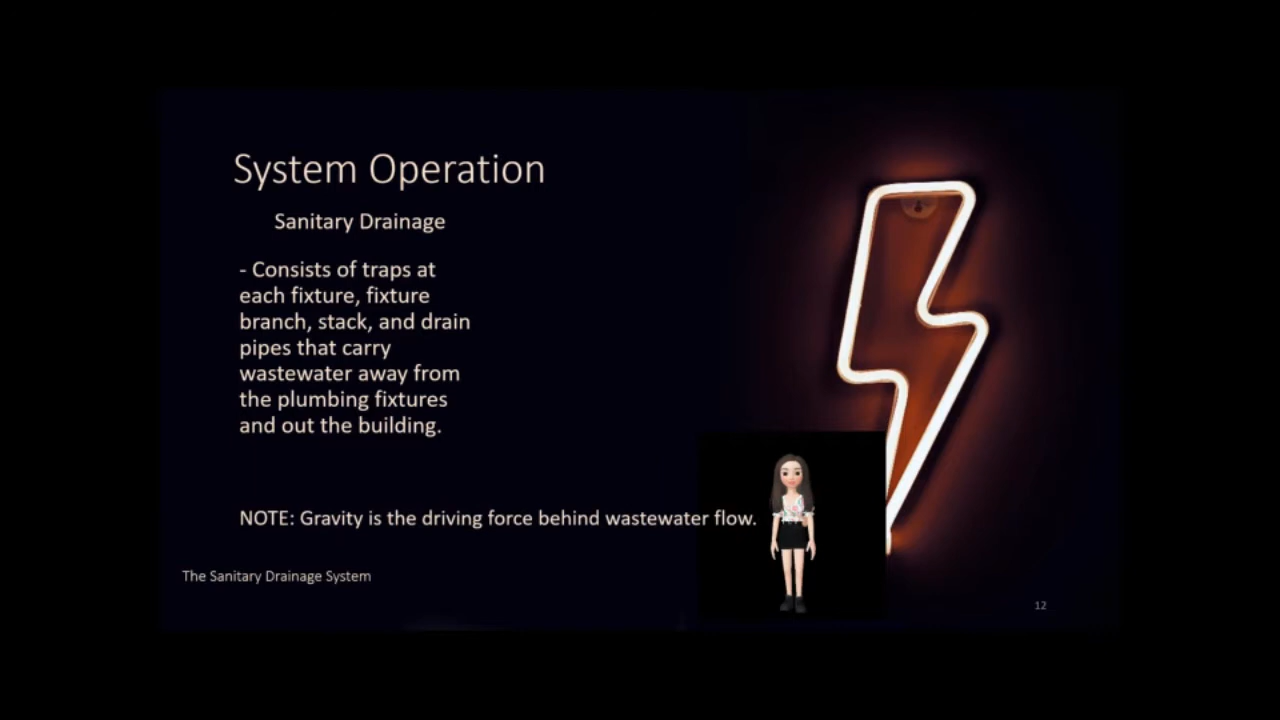 System Operation
Sanitary Drainage
- Consists of traps at
each fixture, fixture
branch, stack, and drain
pipes that carry
wastewater away from
the plumbing fixtures
and out the building.
NOTE: Gravity is the driving force behind wastewater flow.
The Sanitary Drainage System
12